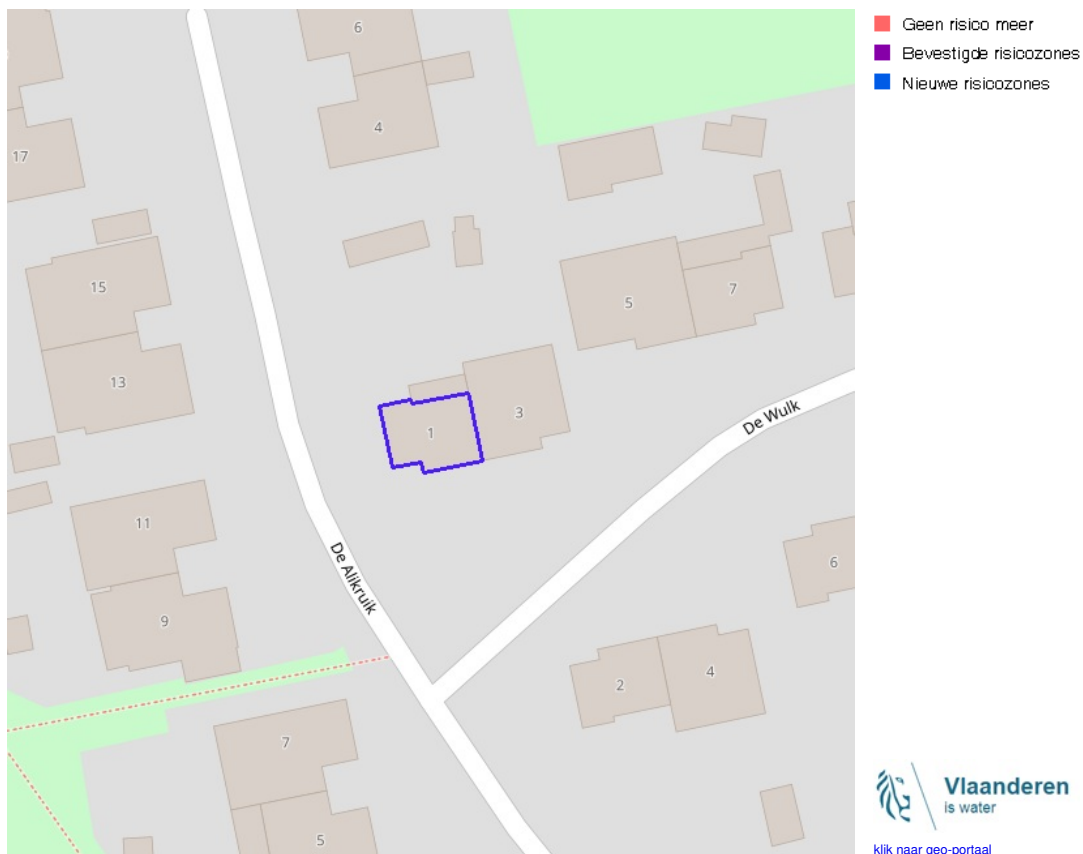 6
4
17
15
13
5
7
3
1
De Wulk
11
De Alikruik
9
6
2
4
7
5
Geen risico meer
Bevestigde risicozones
Nieuwe risicozones
Vlaanderen
is water
klik naar geo-portaal